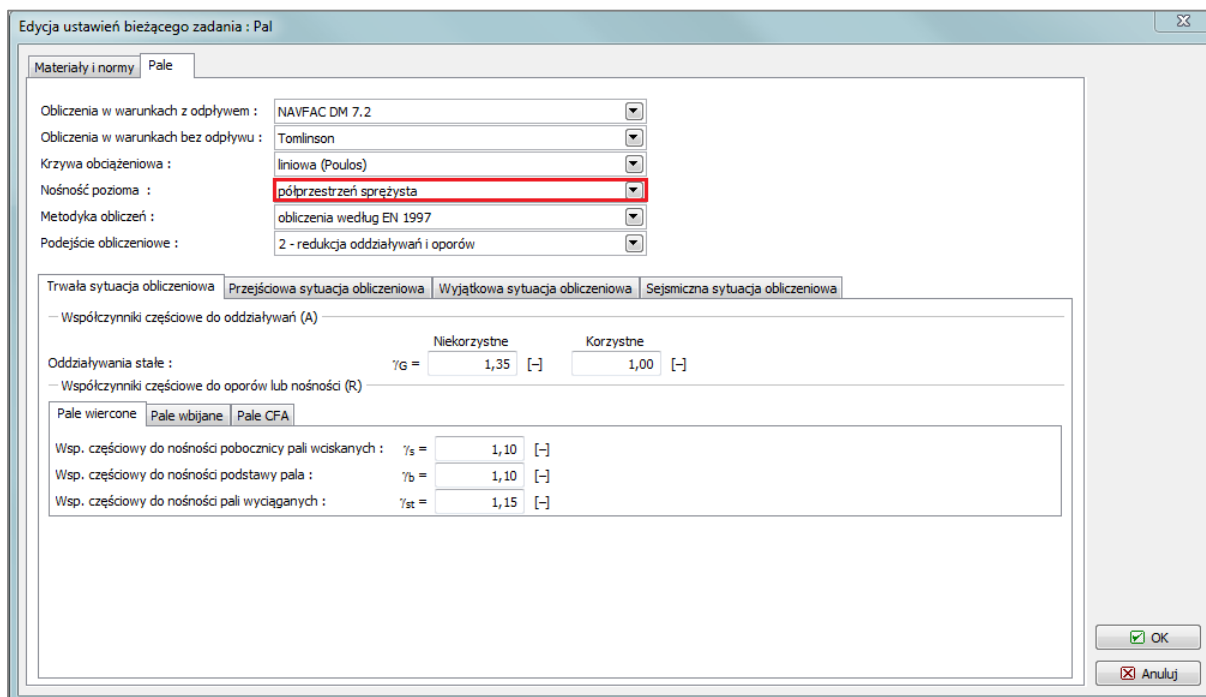 Edycja ustawień bieżącego zadania : Pal
Materiały i normy Pale
Obliczenia w warunkach z odpływem : NAVFAC DM 7.2
Obliczenia w warunkach bez odpływu : Tomlinson
Krzywa obciążeniowa : liniowa (Poulos)
Nośność pozioma : półprzestrzeń sprężysta
Metodyka obliczeń : obliczenia według EN 1997
Podejście obliczeniowe : 2 - redukcja oddziaływań i oporów
Trwała sytuacja obliczeniowa Przejściowa sytuacja obliczeniowa Wyjątkowa sytuacja obliczeniowa Sejsmiczna sytuacja obliczeniowa
Współczynniki częściowe do oddziaływań (A)
Niekorzystne Korzystne
Oddziaływania stałe : γG = 1,35 [–] 1,00 [–]
Współczynniki częściowe do oporów lub nośności (R)
Pale wiercone Pale wbijane Pale CFA
Wsp. częściowy do nośności pobocznicy pali wciskanych : γs = 1,10 [–]
Wsp. częściowy do nośności podstawy pala : γb = 1,10 [–]
Wsp. częściowy do nośności pali wyciąganych : γst = 1,15 [–]
OK
Anuluj